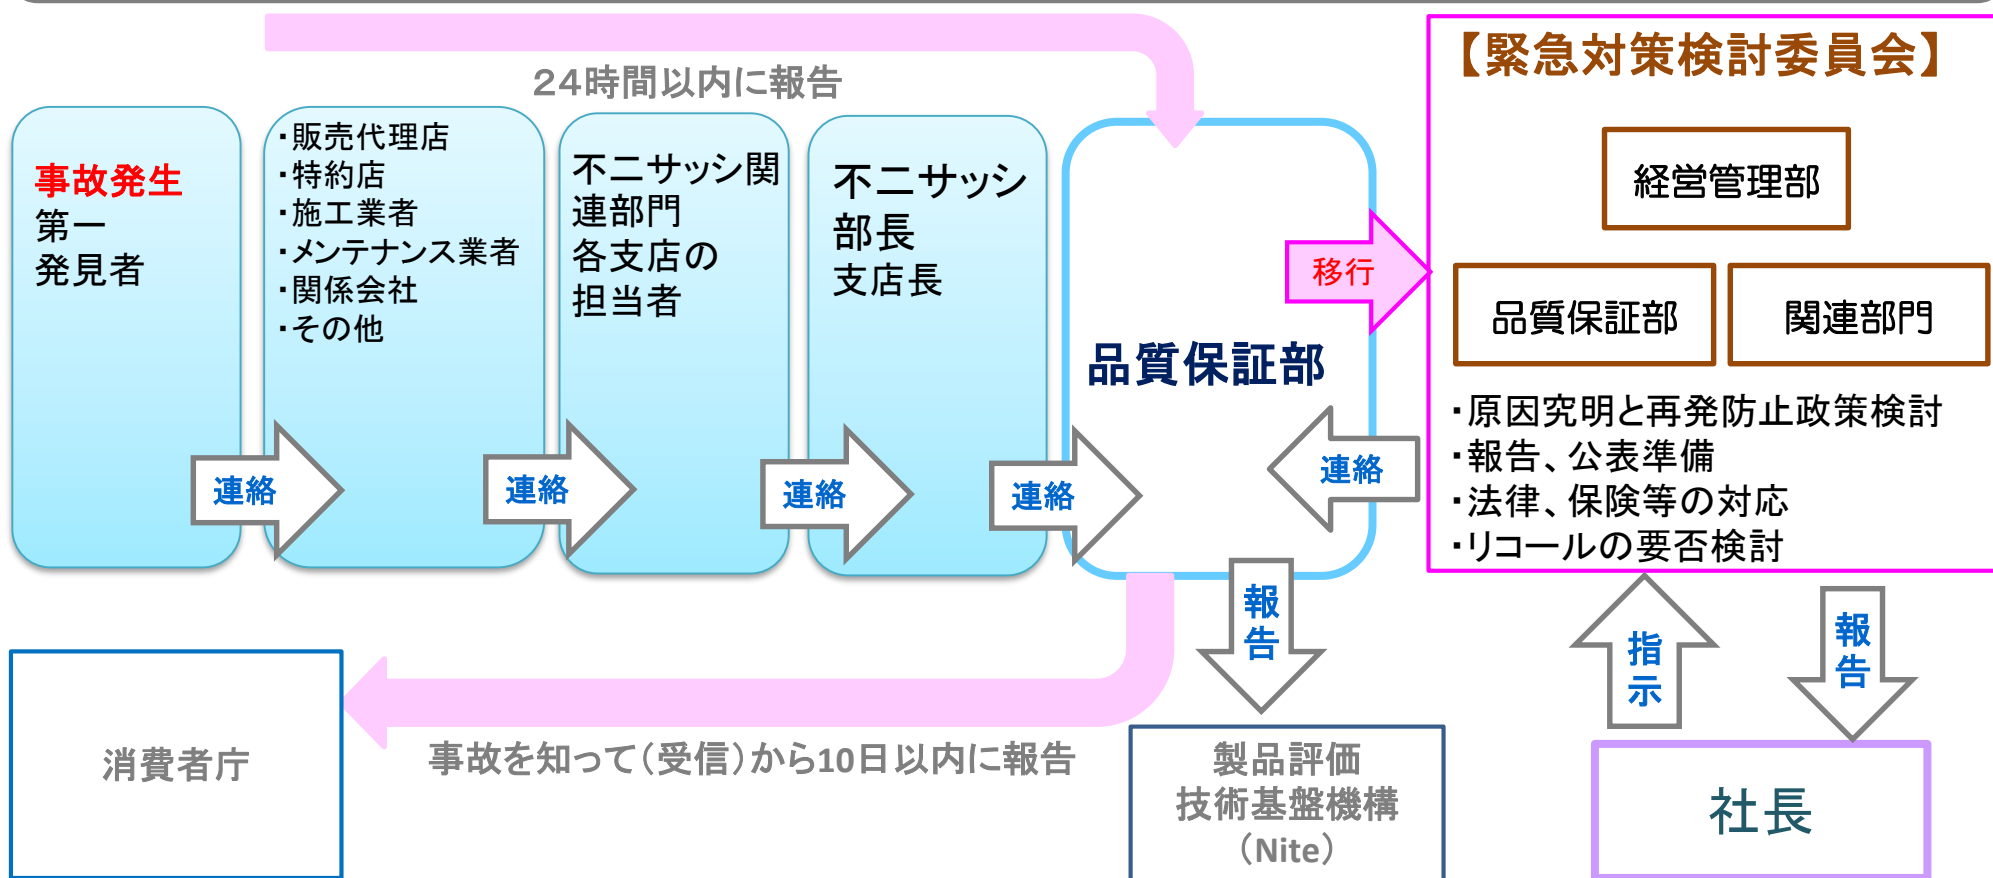 24時間以内に報告
事故発生
第一
発見者
・販売代理店
・特約店
・施工業者
・メンテナンス業者
・関係会社
・その他
不二サッシ関
連部門
各支店の
担当者
不二サッシ
部長
支店長
品質保証部
連絡
連絡
連絡
連絡
移行
連絡
【緊急対策検討委員会】
経営管理部
品質保証部
関連部門
・原因究明と再発防止政策検討
・報告、公表準備
・法律、保険等の対応
・リコールの要否検討
報告
指示
報告
消費者庁
事故を知って（受信）から10日以内に報告
製品評価
技術基盤機構
（Nite）
社長